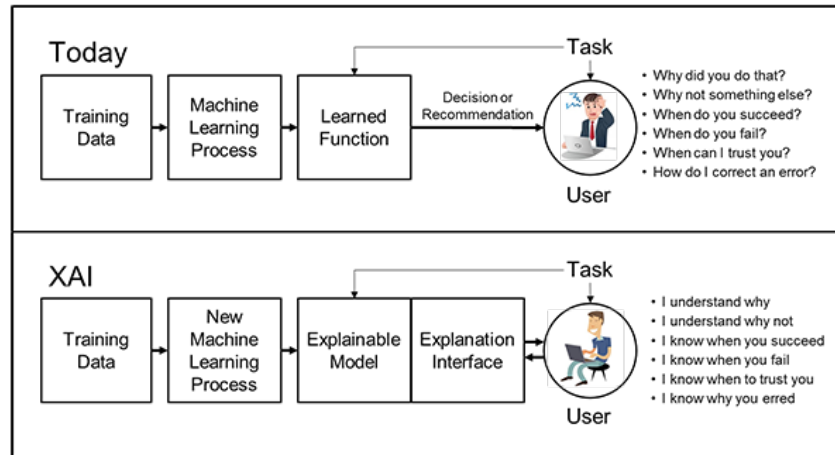 Today
Task
Training
Data
Machine
Learning
Process
Learned
Function
Decision or
Recommendation
User
• Why did you do that?
• Why not something else?
• When do you succeed?
• When do you fail?
• When can I trust you?
• How do I correct an error?
XAI
Task
Training
Data
New
Machine
Learning
Process
Explainable
Model
Explanation
Interface
User
• I understand why
• I understand why not
• I know when you succeed
• I know when you fail
• I know when to trust you
• I know why you erred